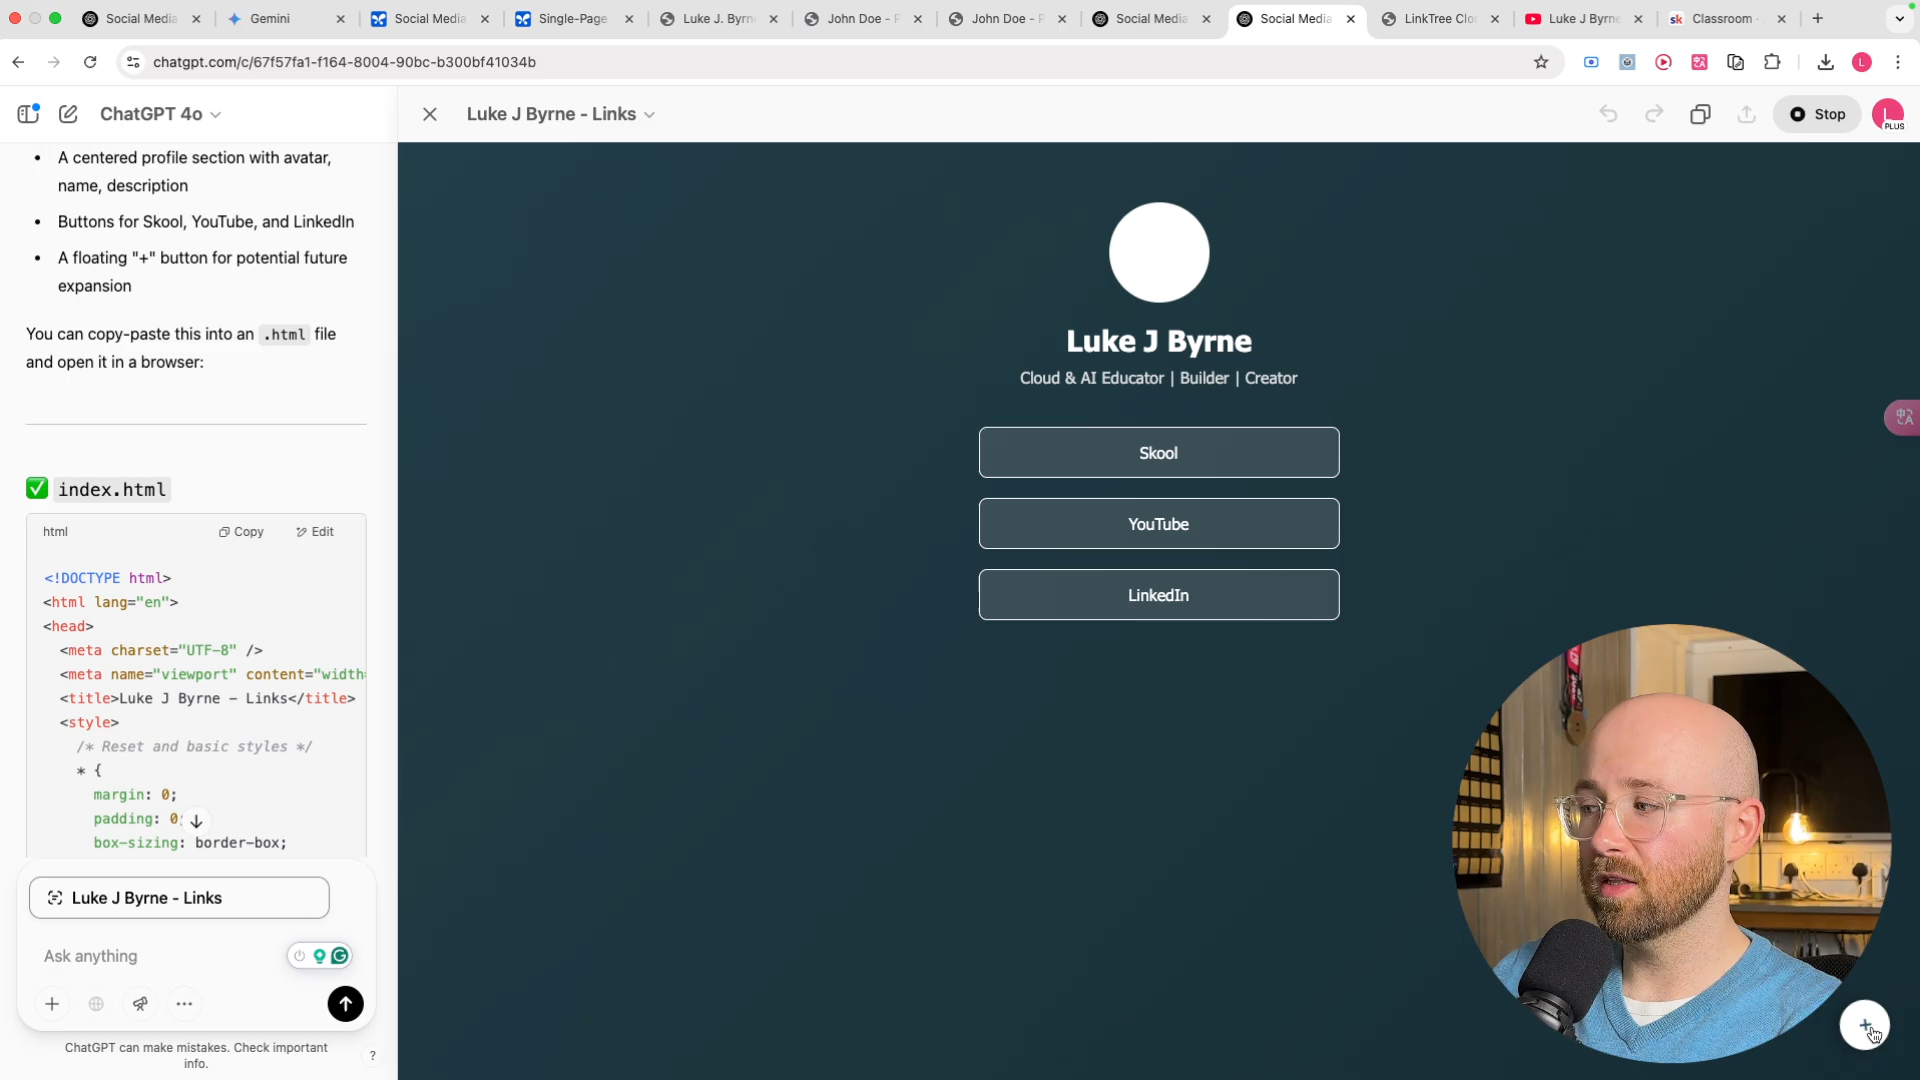 Social Media
Gemini
Social Media
Single-Page
Luke J. Byrn
John Doe - P
John Doe - P
Social Media
Social Media
LinkTree Clon
Luke J Byrne
Classroom -
chatgpt.com/c/67f57fa1-f164-8004-90bc-b300bf41034b
L
ChatGPT 4o
Luke J Byrne - Links
Stop
L
PLUS
• A centered profile section with avatar,
name, description
• Buttons for Skool, YouTube, and LinkedIn
• A floating "+" button for potential future
expansion
You can copy-paste this into an .html file
and open it in a browser:
index.html
html
Copy
Edit
<!DOCTYPE html>
<html lang="en">
<head>
<meta charset="UTF-8" />
<meta name="viewport" content="width=
<title>Luke J Byrne – Links</title>
<style>
/* Reset and basic styles */
* {
margin: 0;
padding: 0;
box-sizing: border-box;
Luke J Byrne - Links
Ask anything
ChatGPT can make mistakes. Check important
info.
?
Luke J Byrne
Cloud & AI Educator | Builder | Creator
Skool
YouTube
LinkedIn
+